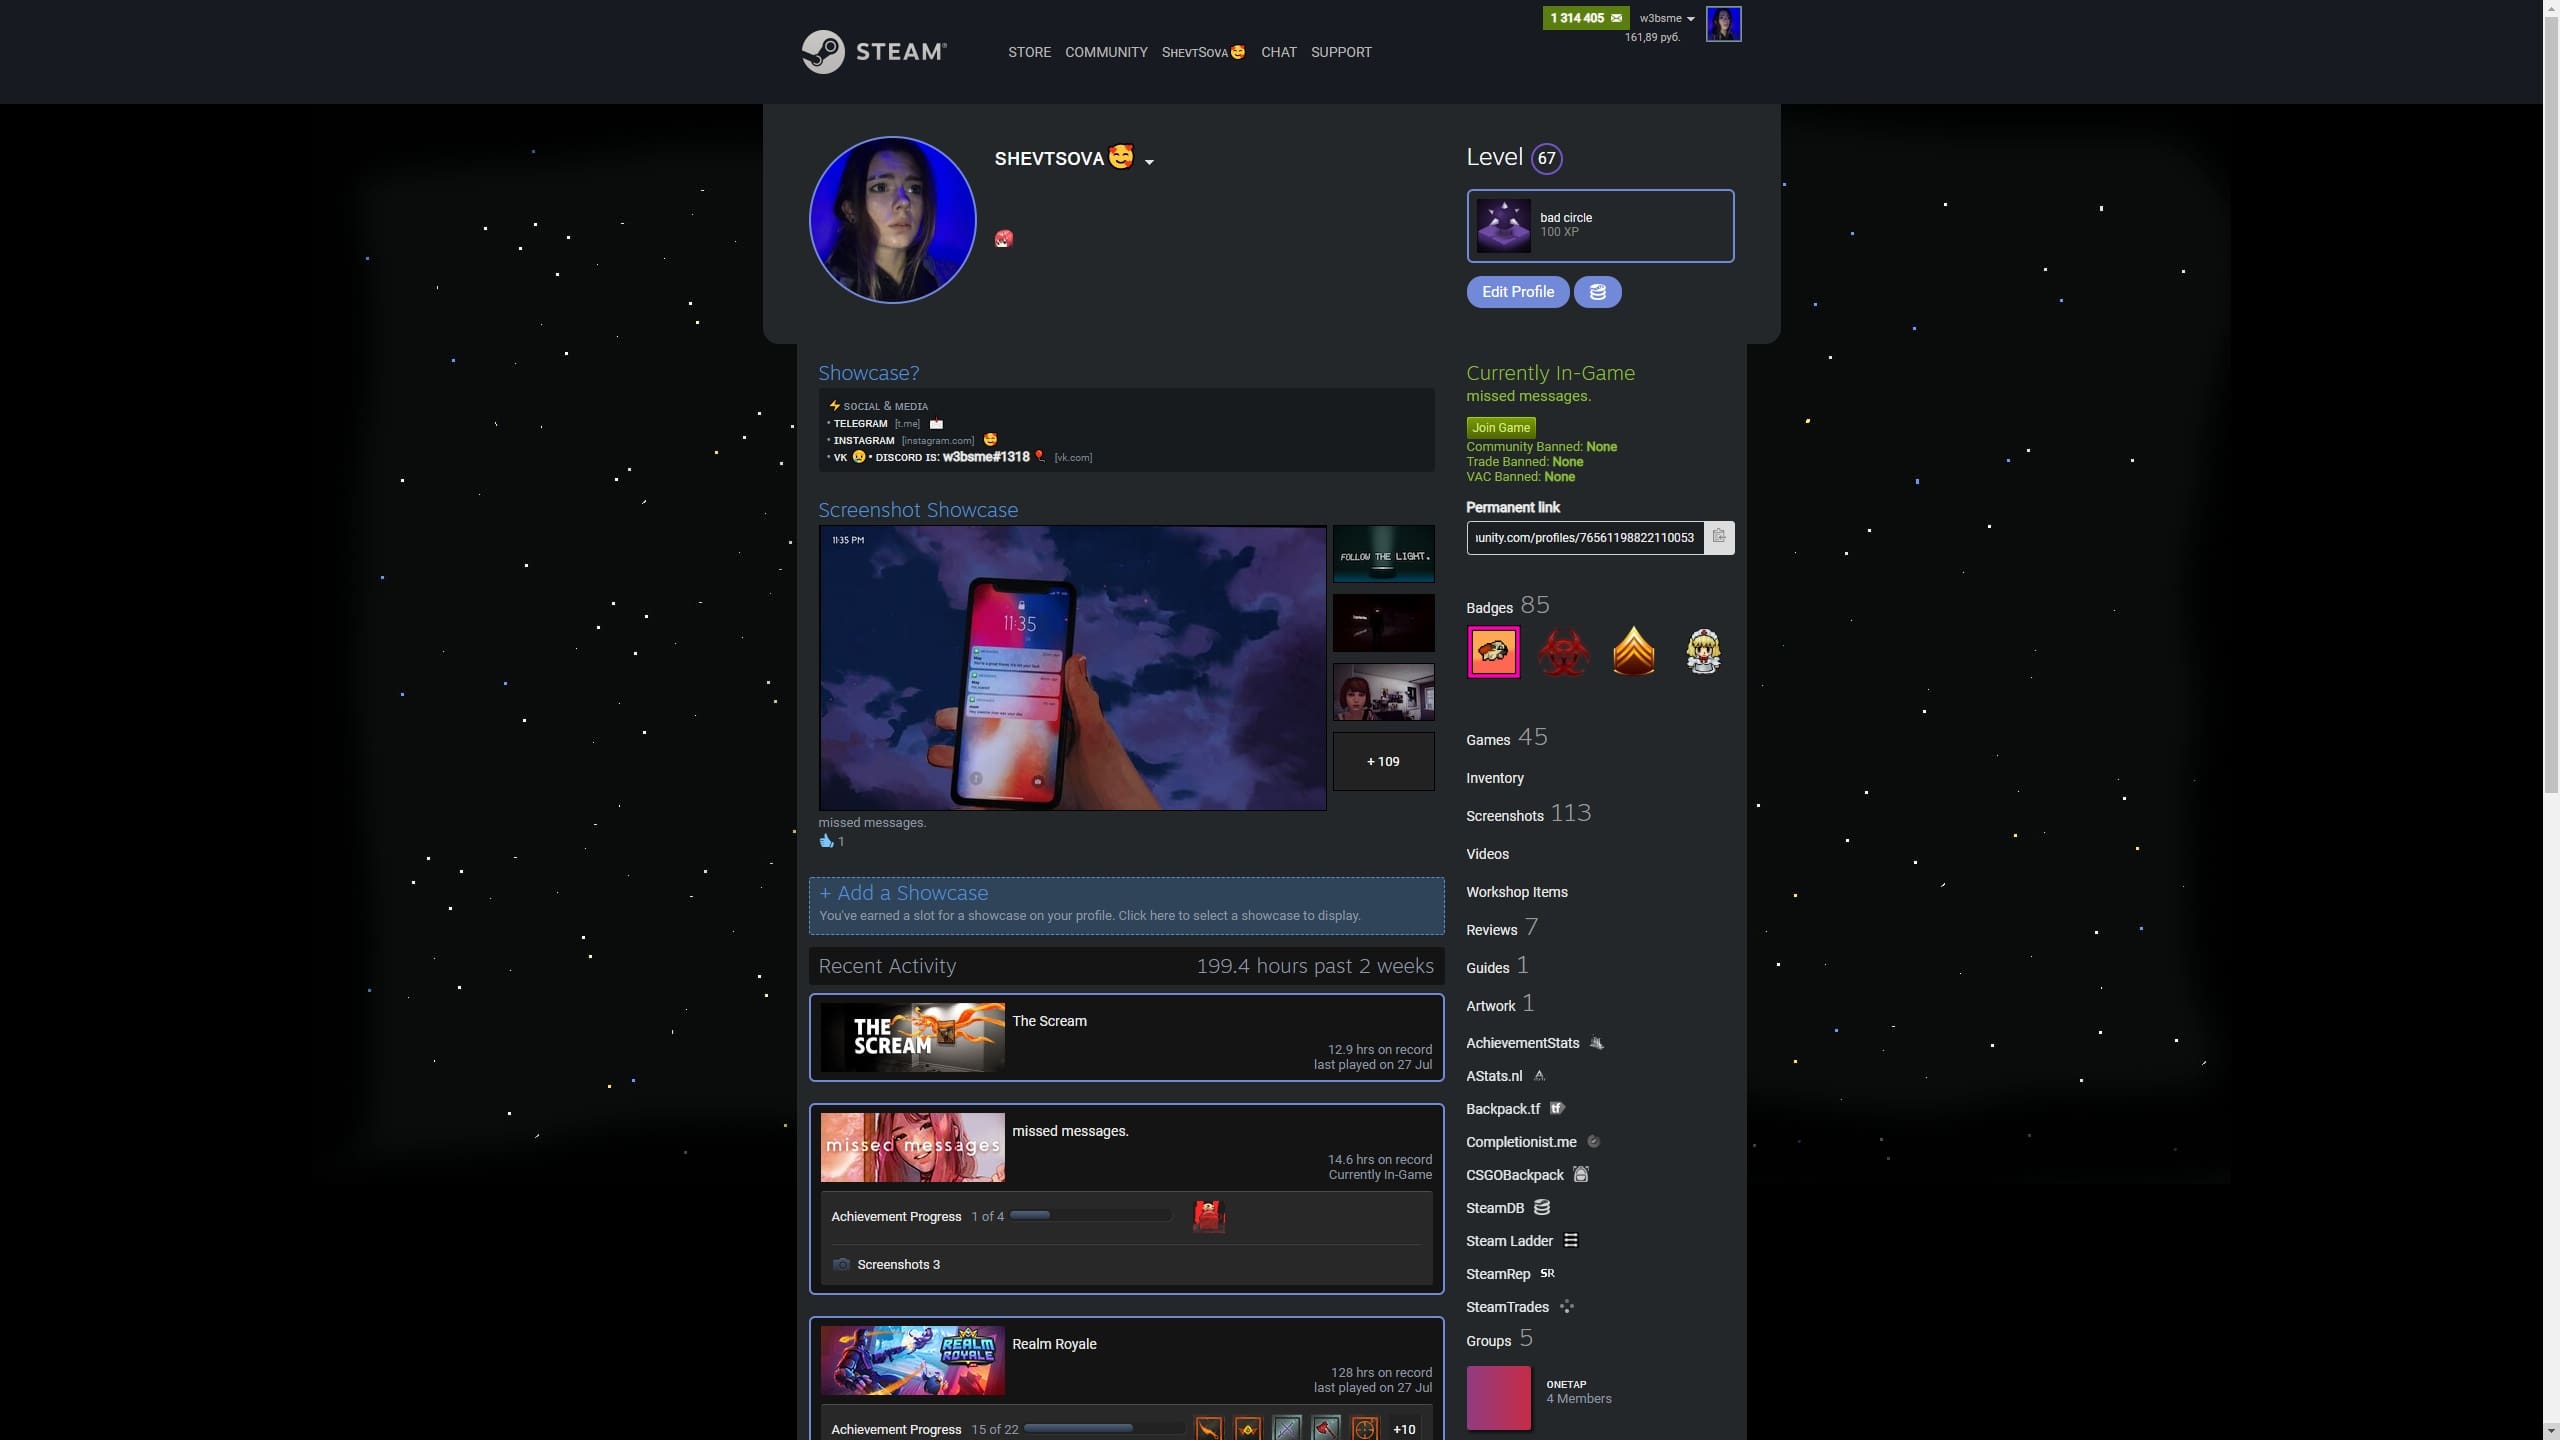 1 314 405
w3bsme
161,89 руб.
STEAM®
STORE COMMUNITY SʜᴇᴠᴛSᴏᴠᴀ🥰 CHAT SUPPORT
SHEVTSOVA🥰
Level 67
bad circle
100 XP
Edit Profile
Showcase?
⚡ SOCIAL & MEDIA
• TELEGRAM [t.me]
• INSTAGRAM [instagram.com] 🥰
• VK 😢 • DISCORD IS: w3bsme#1318 🎈 [vk.com]
Currently In-Game
missed messages.
Join Game
Community Banned: None
Trade Banned: None
VAC Banned: None
Permanent link
unity.com/profiles/76561198822110053
Screenshot Showcase
11:35 PM
11:35
FOLLOW THE LIGHT.
+ 109
missed messages.
1
Badges 85
Games 45
Inventory
Screenshots 113
Videos
Workshop Items
Reviews 7
Guides 1
Artwork 1
AchievementStats
AStats.nl
Backpack.tf
tf
Completionist.me
CSGOBackpack
SteamDB
Steam Ladder
SteamRep SR
SteamTrades
Groups 5
ONETAP
4 Members
+ Add a Showcase
You've earned a slot for a showcase on your profile. Click here to select a showcase to display.
Recent Activity 199.4 hours past 2 weeks
THE
SCREAM
The Scream
12.9 hrs on record
last played on 27 Jul
missed messages
missed messages.
14.6 hrs on record
Currently In-Game
Achievement Progress 1 of 4
Screenshots 3
REALM
ROYALE
Realm Royale
128 hrs on record
last played on 27 Jul
Achievement Progress 15 of 22 +10